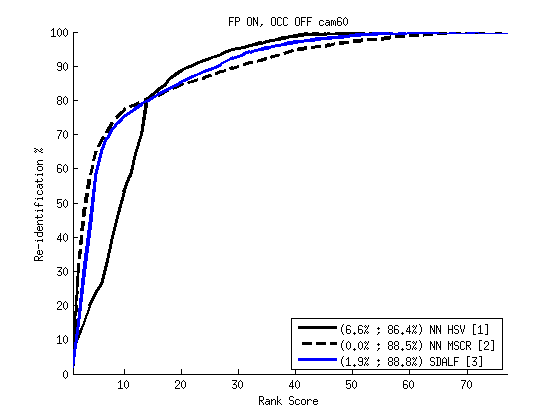 FP ON, OCC OFF cam60
100
90
80
70
60
50
40
30
20
10
0
Re-identification %
10 20 30 40 50 60 70
Rank Score
(6.6% ; 86.4%) NN HSV [1]
(0.0% ; 88.5%) NN MSCR [2]
(1.9% ; 88.8%) SDALF [3]